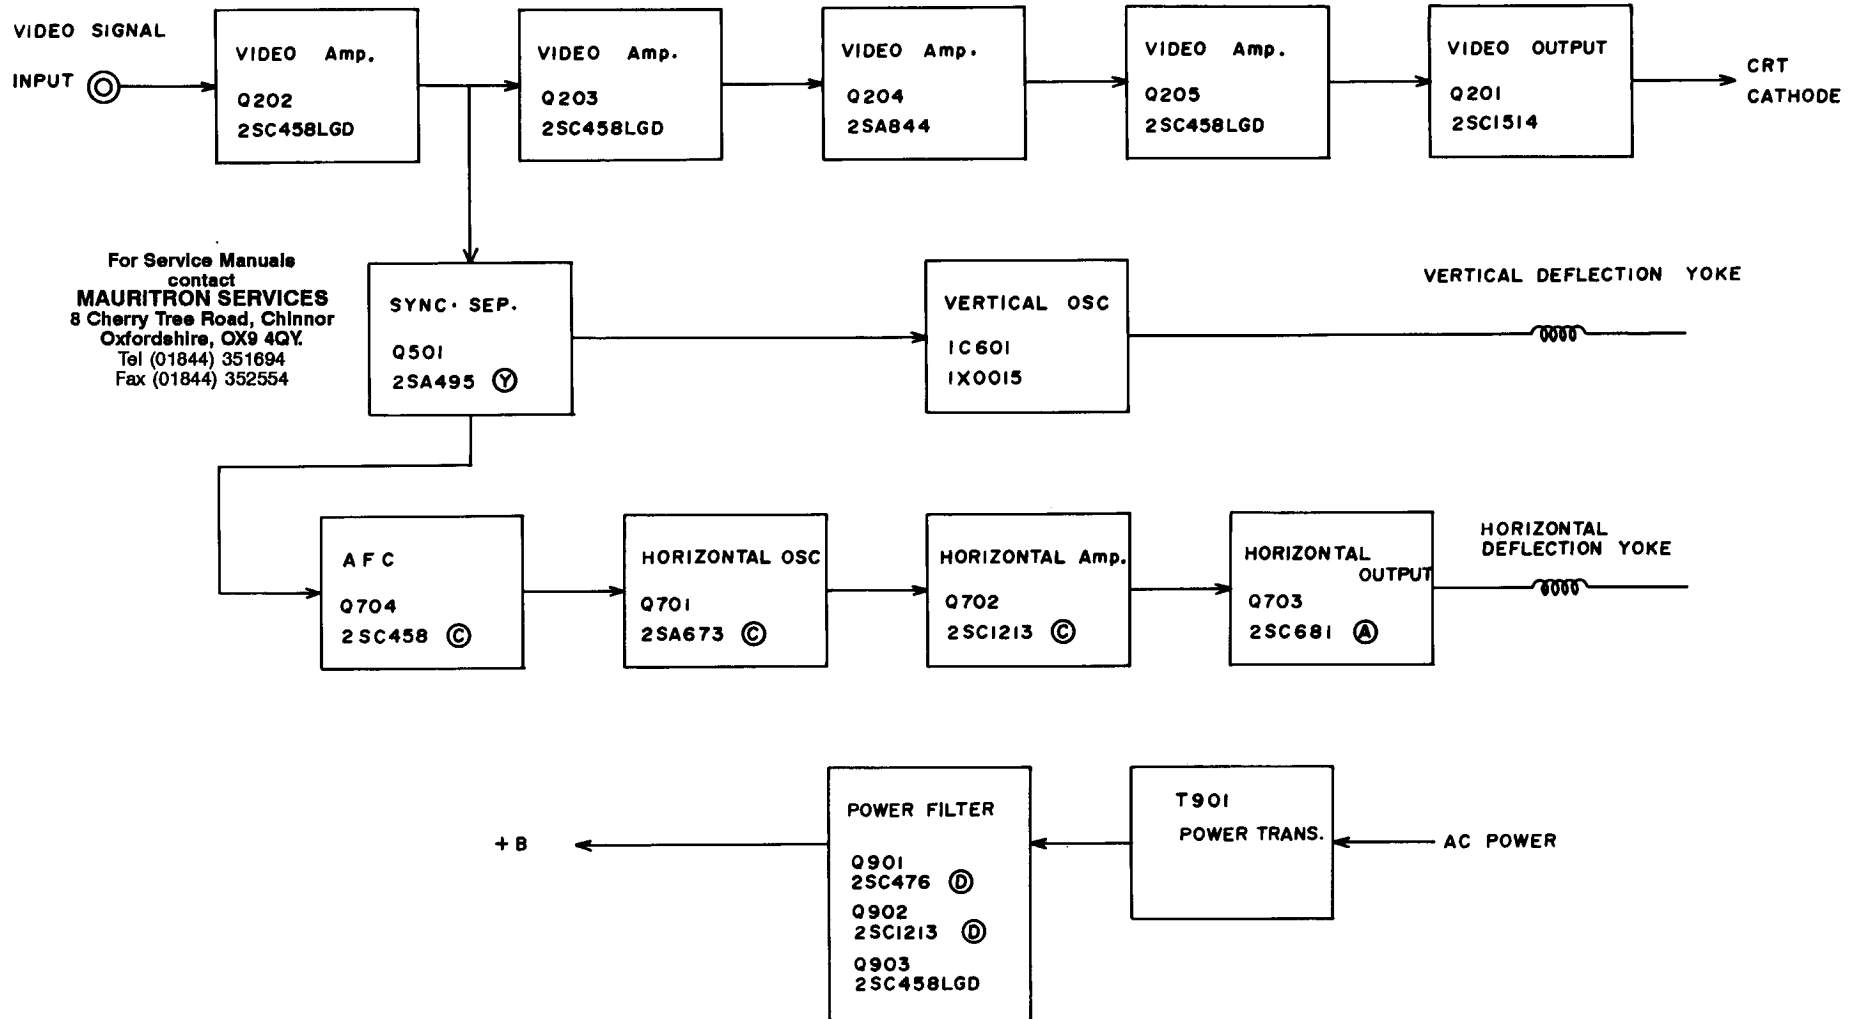 VIDEO SIGNAL
INPUT
VIDEO Amp.
Q202
2SC458LGD
VIDEO Amp.
Q203
2SC458LGD
VIDEO Amp.
Q204
2SA844
VIDEO Amp.
Q205
2SC458LGD
VIDEO OUTPUT
Q201
2SC1514
CRT
CATHODE
For Service Manuals
contact
MAURITRON SERVICES
8 Cherry Tree Road, Chinnor
Oxfordshire, OX9 4QY.
Tel (01844) 351694
Fax (01844) 352554
SYNC. SEP.
Q501
2SA495 Ⓨ
VERTICAL OSC
IC601
IX0015
VERTICAL DEFLECTION YOKE
AFC
Q704
2SC458 Ⓒ
HORIZONTAL OSC
Q701
2SA673 Ⓒ
HORIZONTAL Amp.
Q702
2SC1213 Ⓒ
HORIZONTAL
OUTPUT
Q703
2SC681 Ⓐ
HORIZONTAL
DEFLECTION YOKE
+B
POWER FILTER
Q901
2SC476 Ⓓ
Q902
2SC1213 Ⓓ
Q903
2SC458LGD
T901
POWER TRANS.
AC POWER